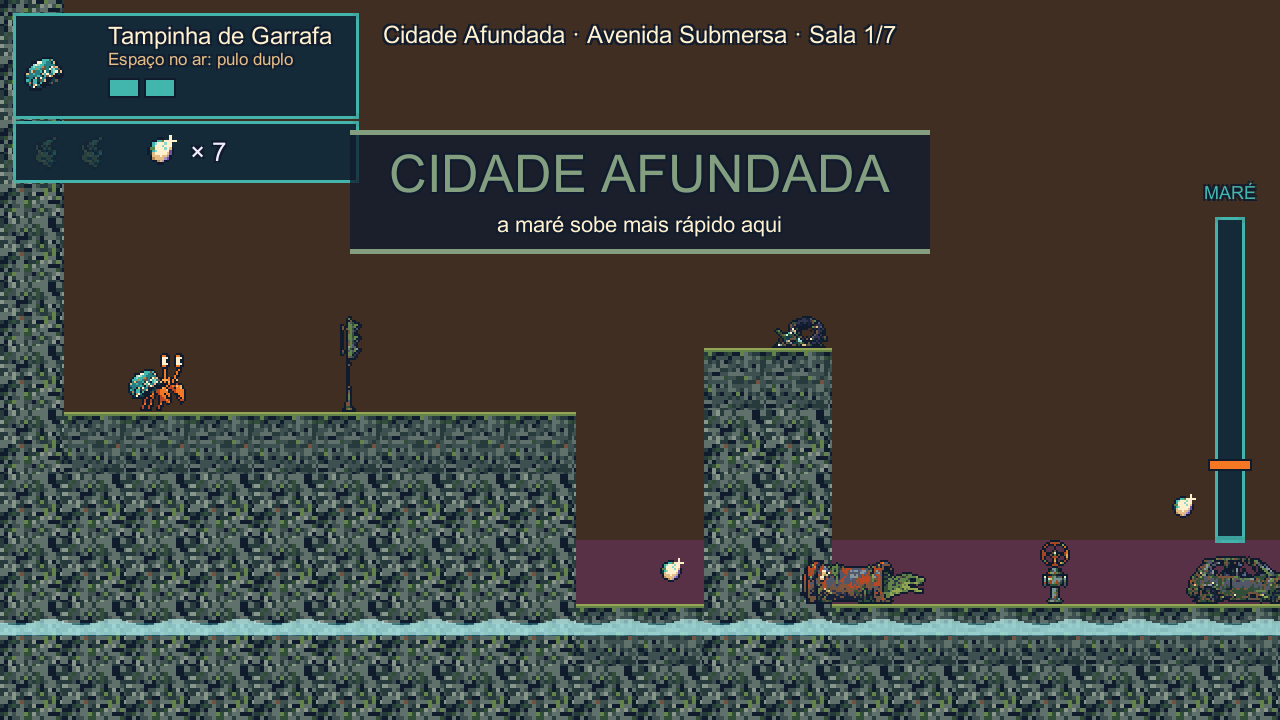 Tampinha de Garrafa
Espaço no ar: pulo duplo
× 7
Cidade Afundada · Avenida Submersa · Sala 1/7
CIDADE AFUNDADA
a maré sobe mais rápido aqui
MARÉ